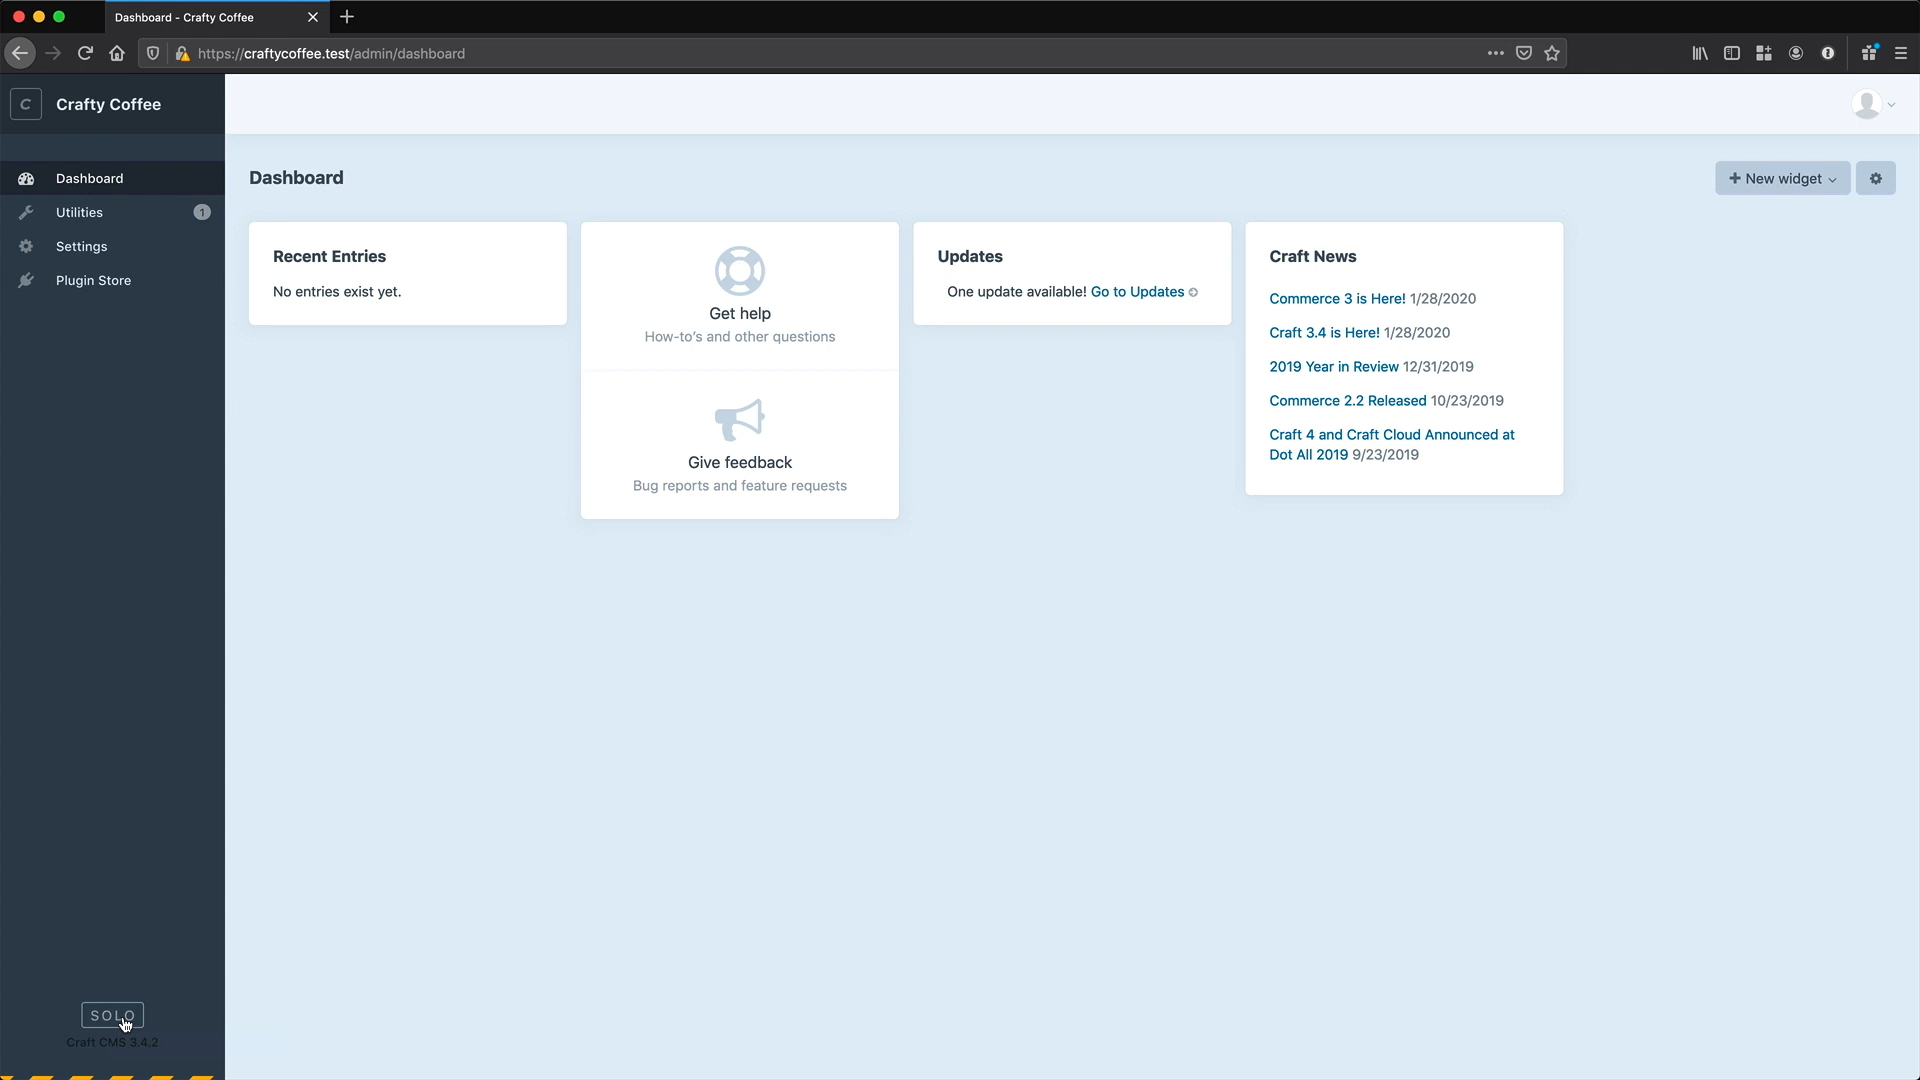 Dashboard - Crafty Coffee
https://craftycoffee.test/admin/dashboard
C
Crafty Coffee
Dashboard
Utilities
1
Settings
Plugin Store
Dashboard
New widget
Recent Entries
No entries exist yet.
Get help
How-to's and other questions
Give feedback
Bug reports and feature requests
Updates
One update available! Go to Updates
Craft News
Commerce 3 is Here! 1/28/2020
Craft 3.4 is Here! 1/28/2020
2019 Year in Review 12/31/2019
Commerce 2.2 Released 10/23/2019
Craft 4 and Craft Cloud Announced at
Dot All 2019 9/23/2019
SOLO
Craft CMS 3.4.2